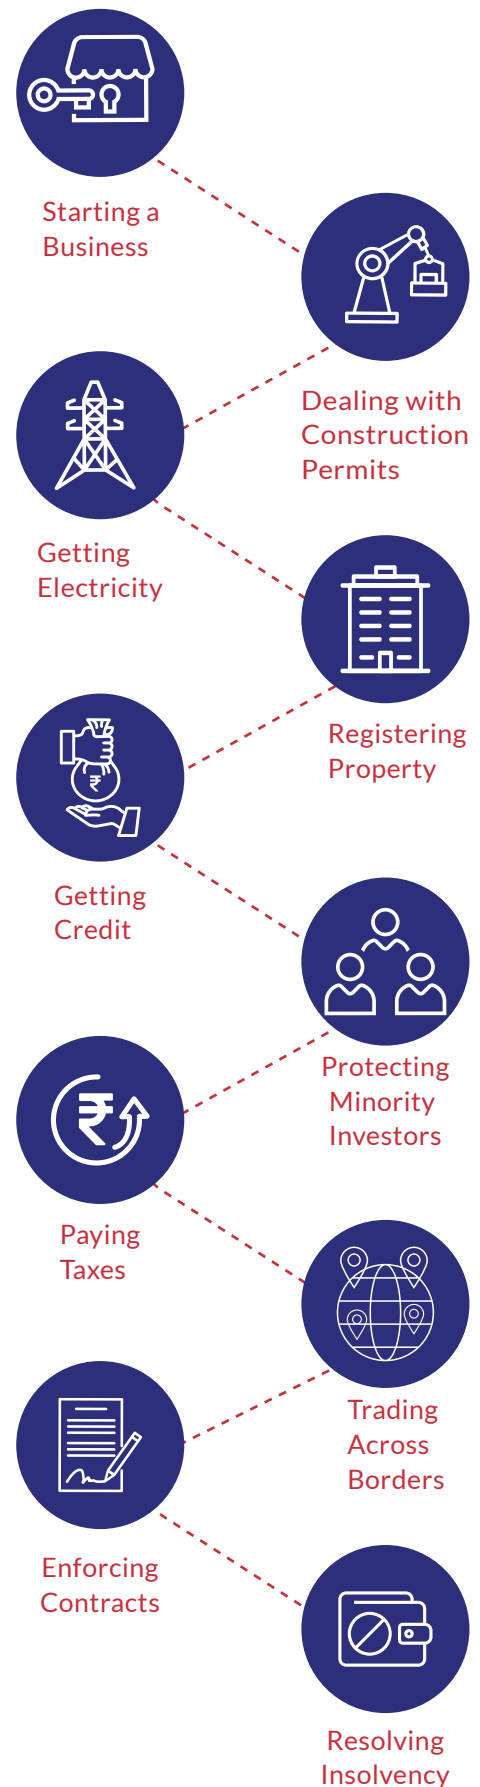 Starting a
Business
Dealing with
Construction
Permits
Getting
Electricity
Registering
Property
₹
Getting
Credit
Protecting
Minority
Investors
₹
Paying
Taxes
Trading
Across
Borders
Enforcing
Contracts
Resolving
Insolvency